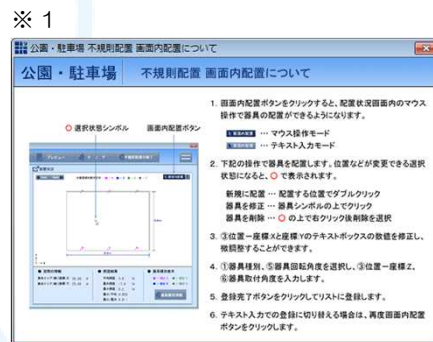 ※ 1
公園・駐車場 不規則配置 画面内配置について
公園・駐車場 不規則配置 画面内配置について
選択状態シンボル 画面内配置ボタン
1. 画面内配置ボタンをクリックすると、配置状況画面内のマウス
操作で器具の配置ができるようになります。
… マウス操作モード
… テキスト入力モード
2. 下記の操作で器具を配置します。位置などが変更できる選択
状態になると、○ で表示されます。
新規に配置 … 配置する位置でダブルクリック
器具を修正 … 器具シンボルの上でクリック
器具を削除 … ○ の上で右クリック後削除を選択
3. ③位置－座標:Xと座標:Yのテキストボックスの数値を修正し、
微調整することができます。
4. ①器具種別、⑤器具回転角度を選択し、③位置－座標:Z、
⑥器具取付角度を入力します。
5. 登録完了ボタンをクリックしてリストに登録します。
6. テキスト入力での登録に切り替える場合は、再度画面内配置
ボタンをクリックします。